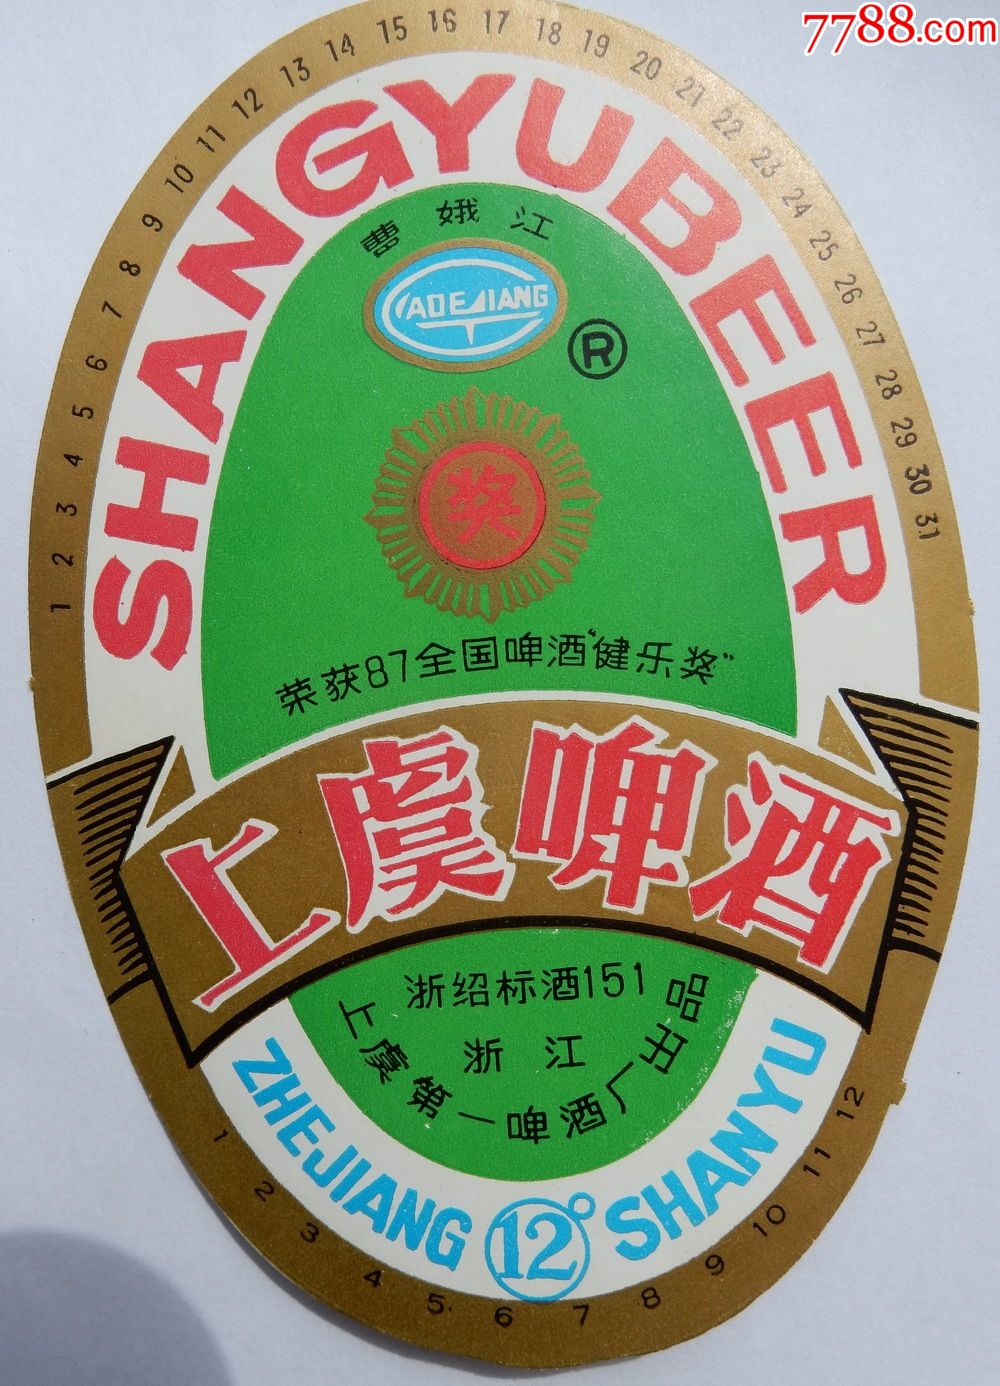 7788.com
1 2 3 4 5 6 7 8 9 10 11 12 13 14 15 16 17 18 19 20 21 22 23 24 25 26 27 28 29 30 31
SHANGYUBEER
曹娥江
CAOEJIANG
®
奖
荣获87全国啤酒“健乐奖”
上虞啤酒
浙绍标酒151
浙江
上虞第一啤酒厂出品
ZHEJIANG 12° SHANYU
1 2 3 4 5 6 7 8 9 10 11 12